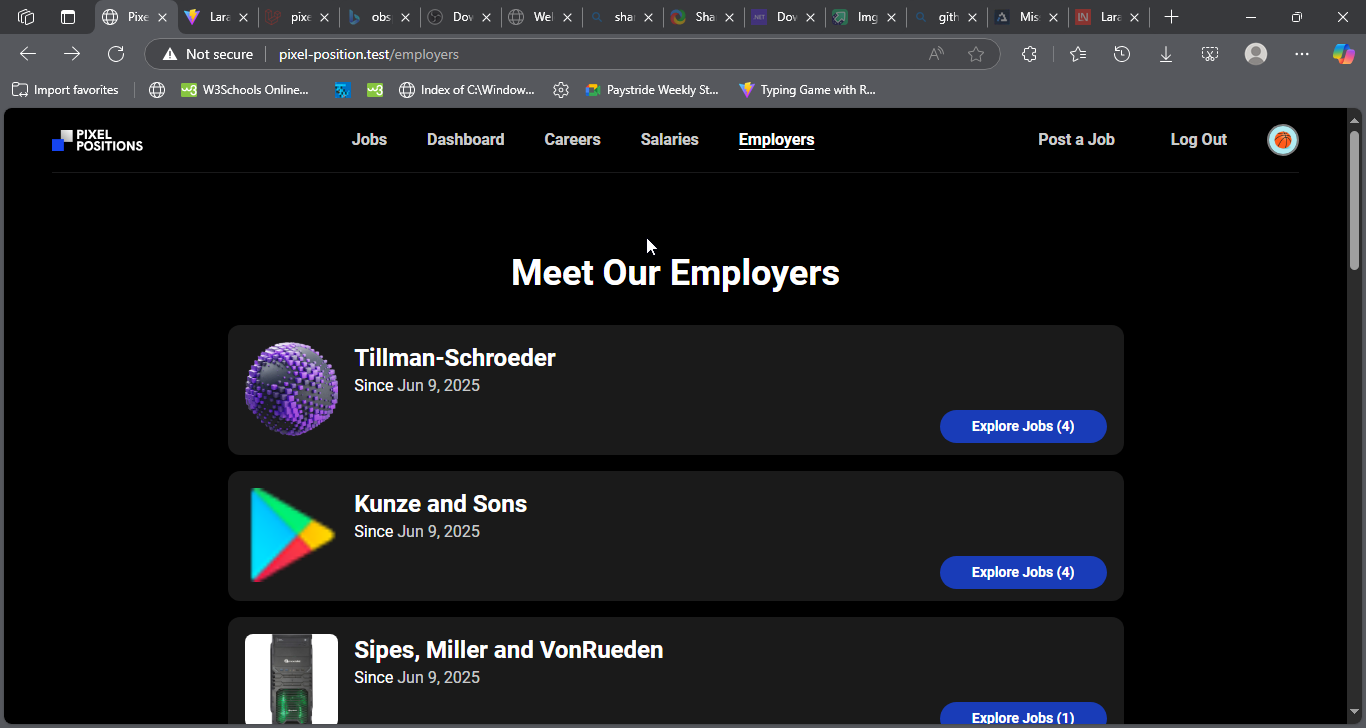 Pixe
Lara
pixe
obs
Dov
Wel
shar
Sha
.NET
Dov
Img
gith
Mis
LN
Lara
Not secure
pixel-position.test/employers
Import favorites
W3Schools Online...
Index of C:\Window...
Paystride Weekly St...
Typing Game with R...
PIXEL
POSITIONS
Jobs
Dashboard
Careers
Salaries
Employers
Post a Job
Log Out
Meet Our Employers
Tillman-Schroeder
Since Jun 9, 2025
Explore Jobs (4)
Kunze and Sons
Since Jun 9, 2025
Explore Jobs (4)
Sipes, Miller and VonRueden
Since Jun 9, 2025
Explore Jobs (1)